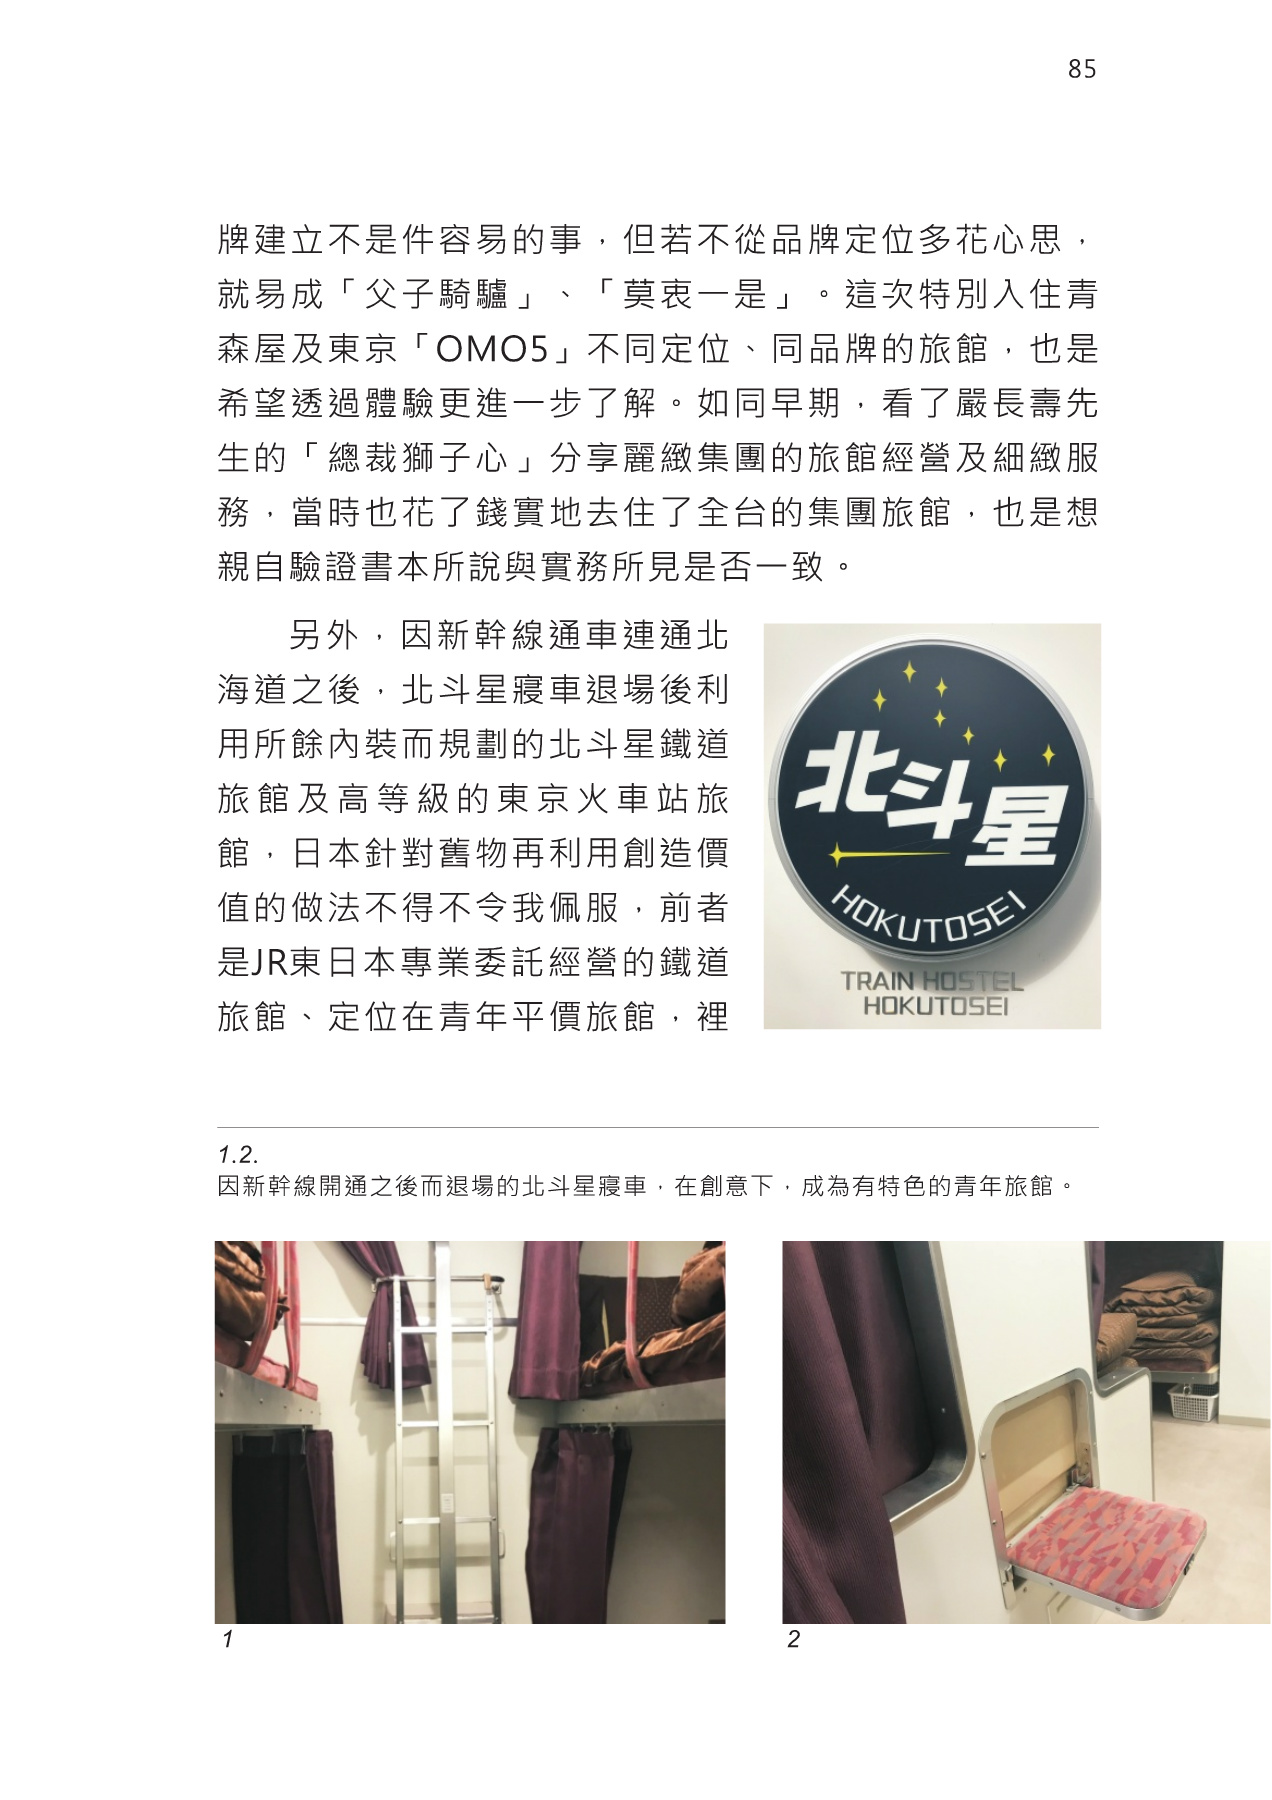 85
牌建立不是件容易的事，但若不從品牌定位多花心思，
就易成「父子騎驢」、「莫衷一是」。這次特別入住青
森屋及東京「OMO5」不同定位、同品牌的旅館，也是
希望透過體驗更進一步了解。如同早期，看了嚴長壽先
生的「總裁獅子心」分享麗緻集團的旅館經營及細緻服
務，當時也花了錢實地去住了全台的集團旅館，也是想
親自驗證書本所說與實務所見是否一致。
另外，因新幹線通車連通北
海道之後，北斗星寢車退場後利
用所餘內裝而規劃的北斗星鐵道
旅館及高等級的東京火車站旅
館，日本針對舊物再利用創造價
值的做法不得不令我佩服，前者
是JR東日本專業委託經營的鐵道
旅館、定位在青年平價旅館，裡
北斗星
HOKUTOSEI
TRAIN HOSTEL
HOKUTOSEI
1.2.
因新幹線開通之後而退場的北斗星寢車，在創意下，成為有特色的青年旅館。
1
2